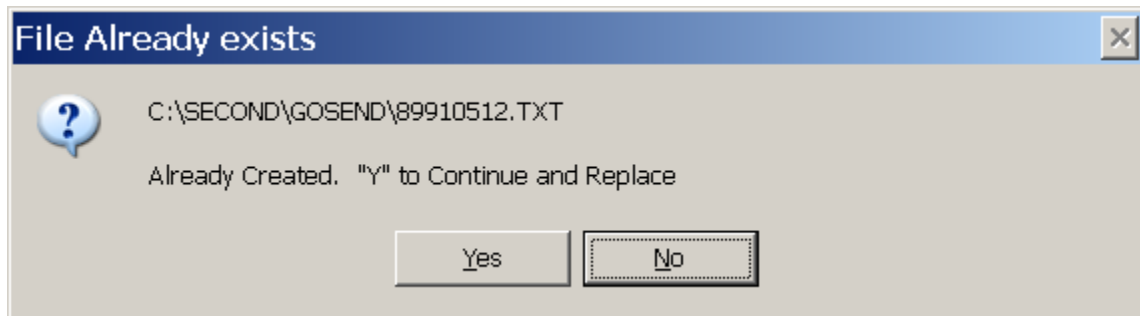 File Already exists
C:\SECOND\GOSEND\89910512.TXT
Already Created.  "Y" to Continue and Replace
Yes
No